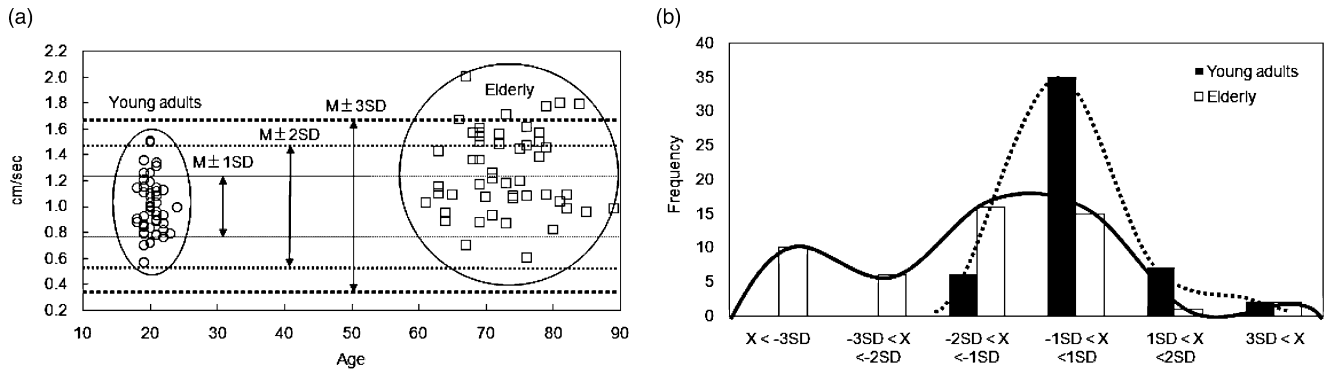 (a)
2.2
2.0
1.8
1.6
1.4
1.2
1.0
0.8
0.6
0.4
0.2
cm/sec
Young adults
Elderly
M±3SD
M±2SD
M±1SD
10 20 30 40 50 60 70 80 90
Age
(b)
40
35
30
25
20
15
10
5
0
Frequency
Young adults
Elderly
X < -3SD -3SD < X -2SD < X -1SD < X 1SD < X 3SD < X
<-2SD <-1SD <1SD <2SD